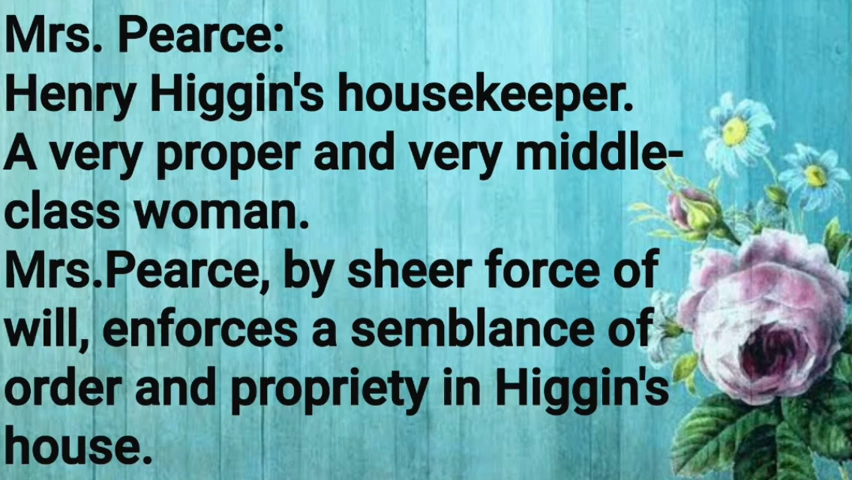 Mrs. Pearce:
Henry Higgin's housekeeper.
A very proper and very middle-
class woman.
Mrs.Pearce, by sheer force of
will, enforces a semblance of
order and propriety in Higgin's
house.